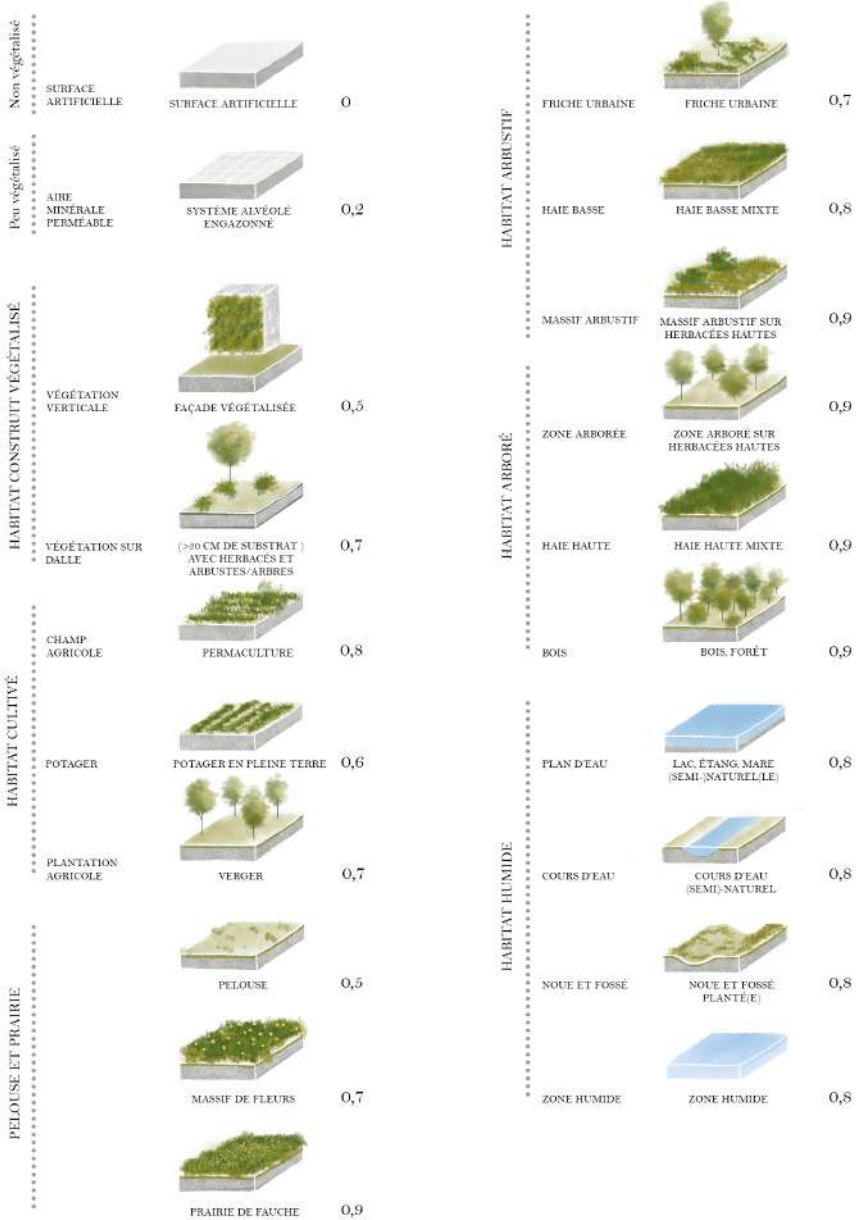 Non végétalisé
SURFACE
ARTIFICIELLE
SURFACE ARTIFICIELLE
0
Peu végétalisé
AIRE
MINÉRALE
PERMÉABLE
SYSTÈME ALVÉOLÉ
ENGAZONNÉ
0,2
HABITAT CONSTRUIT VÉGÉTALISÉ
VÉGÉTATION
VERTICALE
FAÇADE VÉGÉTALISÉE
0,5
VÉGÉTATION SUR
DALLE
(>20 CM DE SUBSTRAT )
AVEC HERBACÉS ET
ARBUSTES/ARBRES
0,7
HABITAT CULTIVÉ
CHAMP
AGRICOLE
PERMACULTURE
0,8
POTAGER
POTAGER EN PLEINE TERRE
0,6
PLANTATION
AGRICOLE
VERGER
0,7
PELOUSE ET PRAIRIE
PELOUSE
0,5
MASSIF DE FLEURS
0,7
PRAIRIE DE FAUCHE
0,9
HABITAT ARBUSTIF
FRICHE URBAINE
FRICHE URBAINE
0,7
HAIE BASSE
HAIE BASSE MIXTE
0,8
MASSIF ARBUSTIF
MASSIF ARBUSTIF SUR
HERBACÉES HAUTES
0,9
HABITAT ARBORÉ
ZONE ARBORÉE
ZONE ARBORÉ SUR
HERBACÉES HAUTES
0,9
HAIE HAUTE
HAIE HAUTE MIXTE
0,9
BOIS
BOIS, FORÊT
0,9
HABITAT HUMIDE
PLAN D'EAU
LAC, ÉTANG, MARE
(SEMI-)NATUREL(LE)
0,8
COURS D'EAU
COURS D'EAU
(SEMI)-NATUREL
0,8
NOUE ET FOSSÉ
NOUE ET FOSSÉ
PLANTÉ(E)
0,8
ZONE HUMIDE
ZONE HUMIDE
0,8